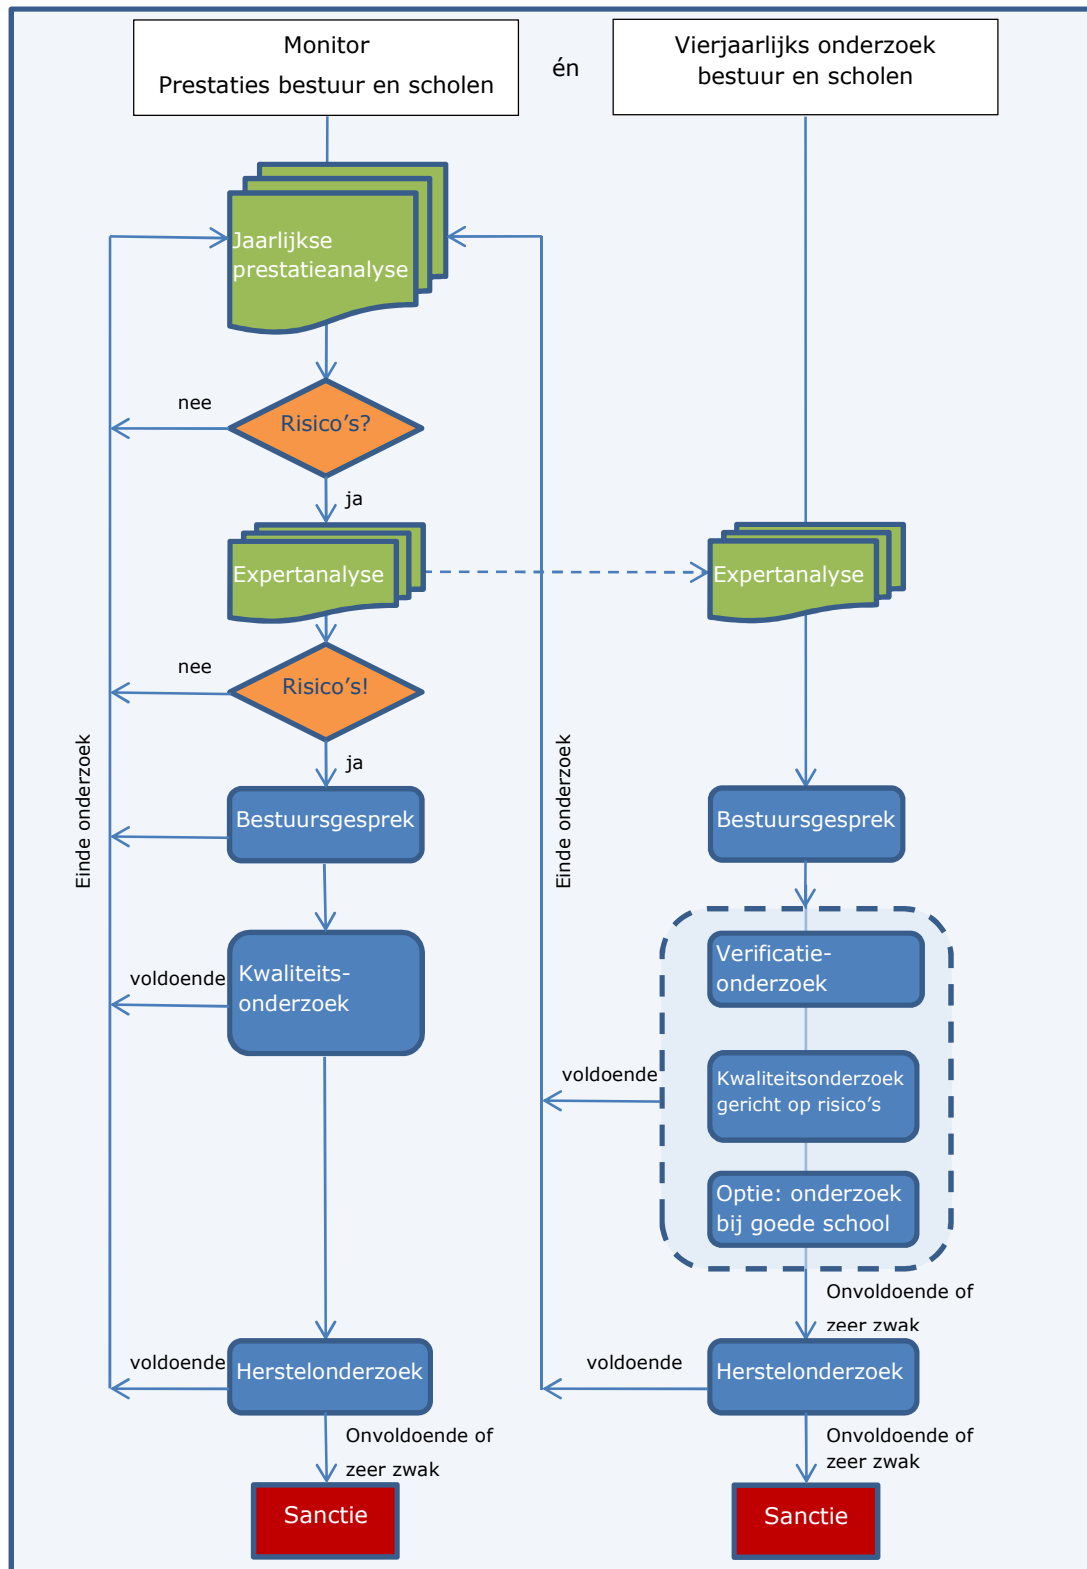 Monitor
Prestaties bestuur en scholen
én
Vierjaarlijks onderzoek
bestuur en scholen
Jaarlijkse
prestatieanalyse
nee
Risico's?
ja
Expertanalyse
Expertanalyse
nee
Risico's!
ja
Einde onderzoek
Einde onderzoek
Bestuursgesprek
Bestuursgesprek
voldoende
Kwaliteits-
onderzoek
Verificatie-
onderzoek
voldoende
Kwaliteitsonderzoek
gericht op risico's
Optie: onderzoek
bij goede school
Onvoldoende of
zeer zwak
voldoende
Herstelonderzoek
voldoende
Herstelonderzoek
Onvoldoende of
zeer zwak
Onvoldoende of
zeer zwak
Sanctie
Sanctie